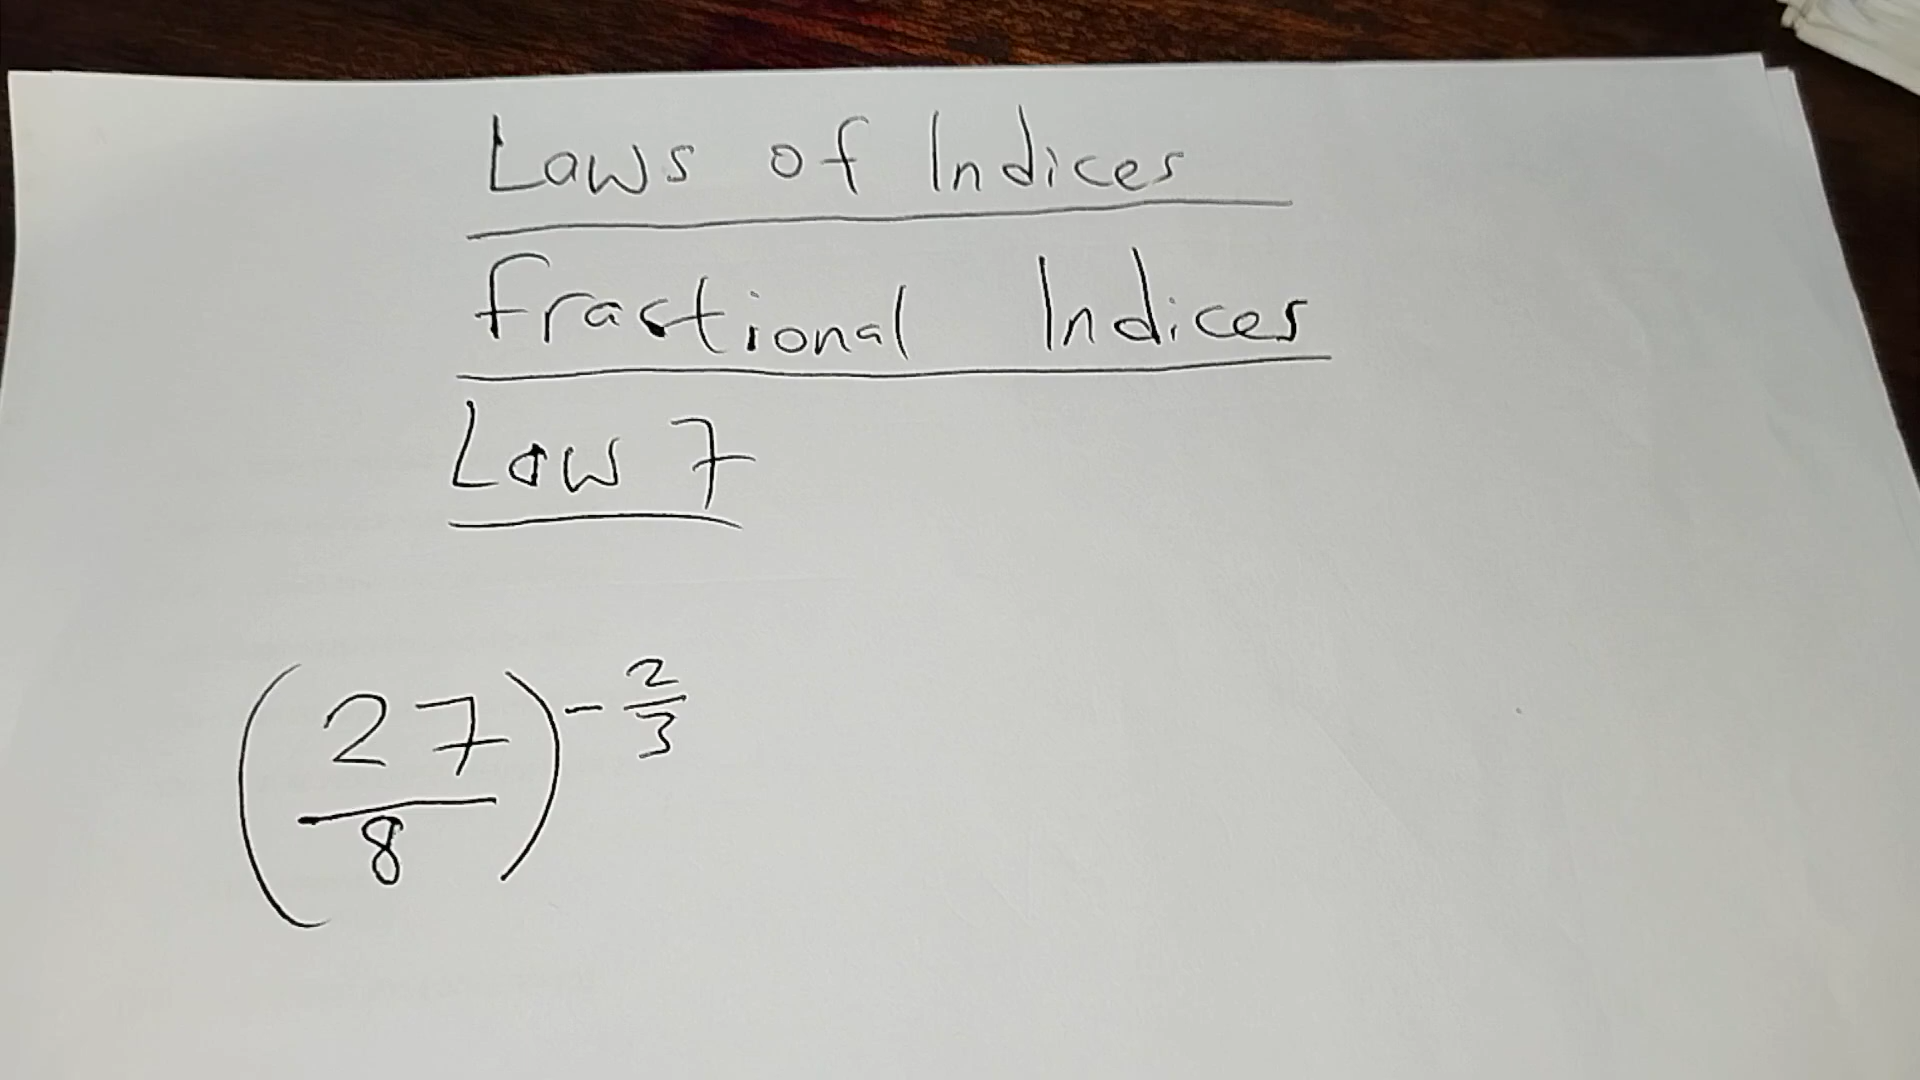 Laws of Indices
Fractional Indices
Law 7
(27/8)^-2/3